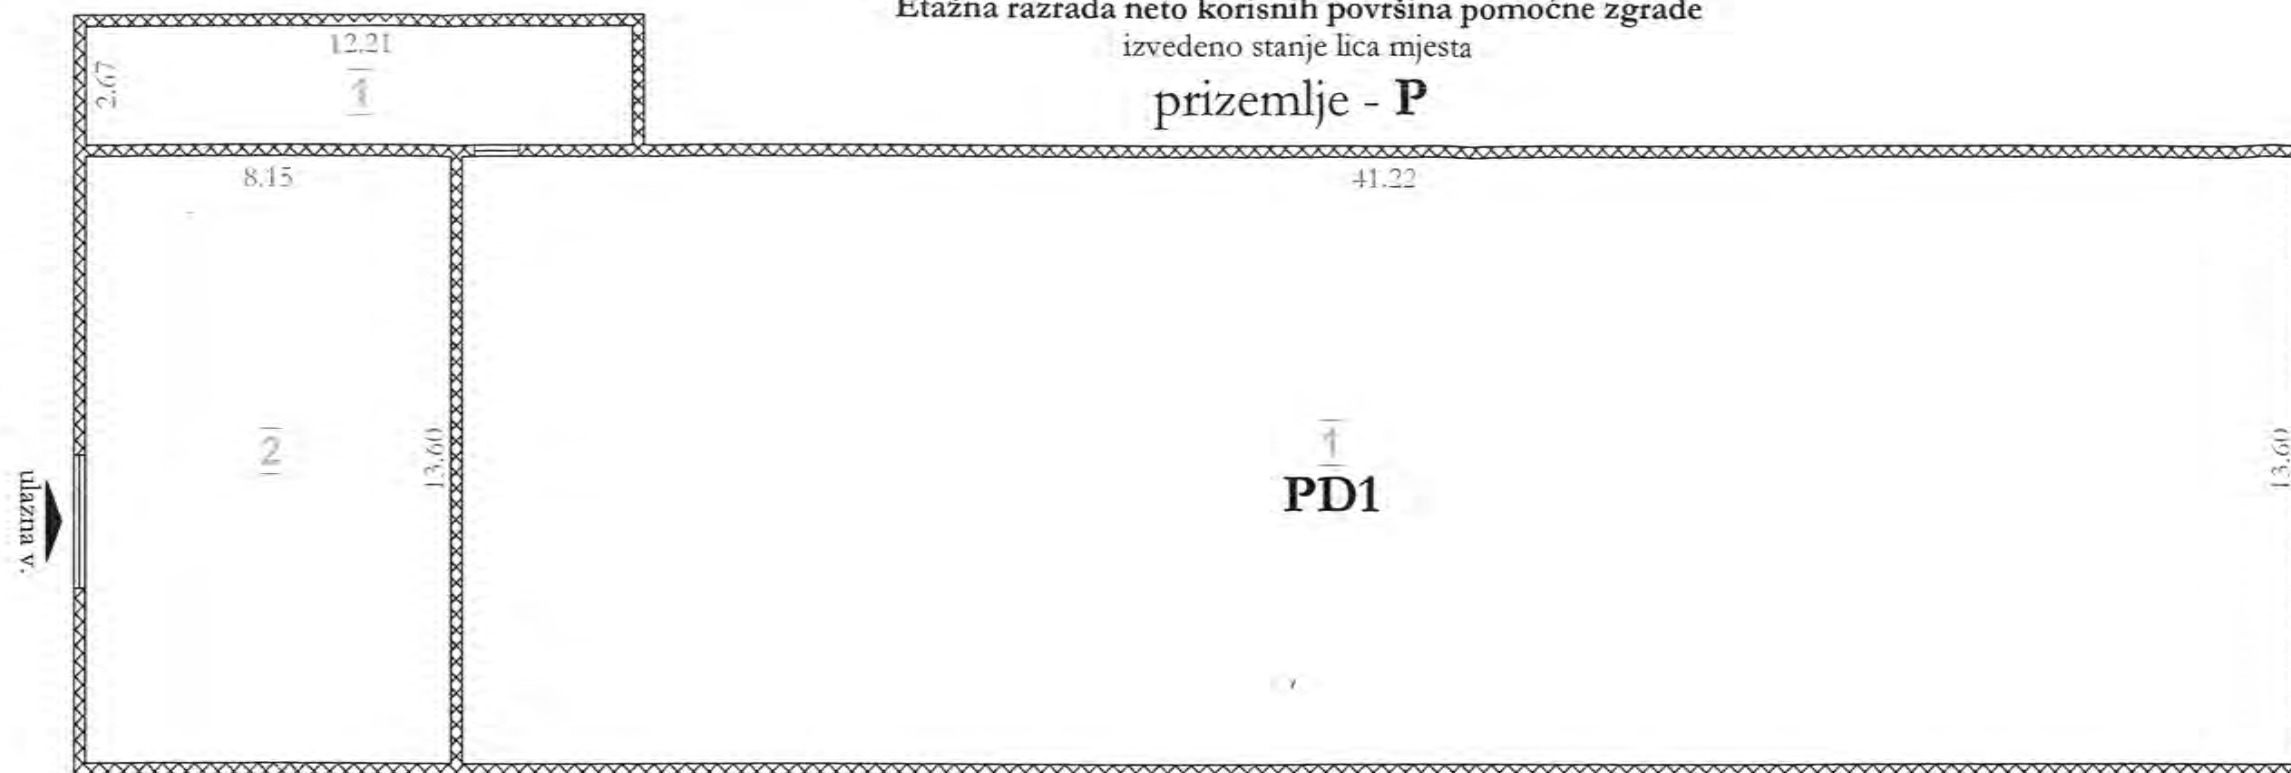 Etažna razrada neto korisnih površina pomoćne zgrade
izvedeno stanje lica mjesta
prizemlje - P
12.21
2.67
1
8.15
41.22
2
13.60
1
PD1
13.60
ulazna v.